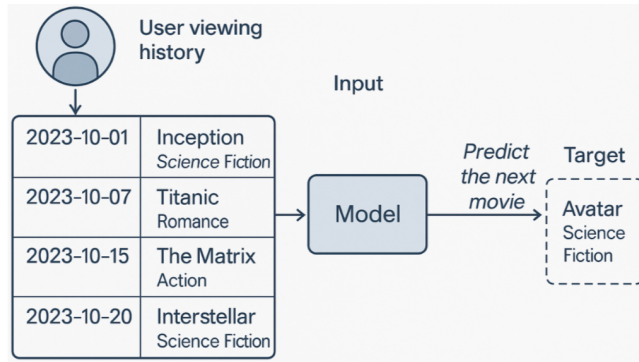 User viewing
history
Input
2023-10-01 Inception
Science Fiction
2023-10-07 Titanic
Romance
2023-10-15 The Matrix
Action
2023-10-20 Interstellar
Science Fiction
Model
Predict
the next
movie
Target
Avatar
Science
Fiction